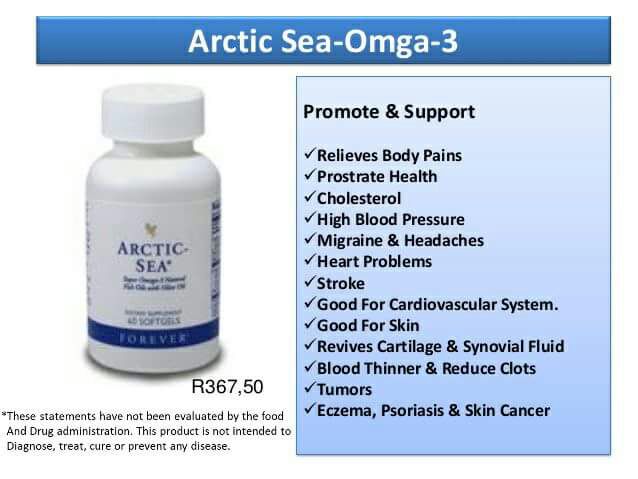 Arctic Sea-Omga-3
Promote & Support
✓Relieves Body Pains
✓Prostrate Health
✓Cholesterol
✓High Blood Pressure
✓Migraine & Headaches
✓Heart Problems
✓Stroke
✓Good For Cardiovascular System.
✓Good For Skin
✓Revives Cartilage & Synovial Fluid
✓Blood Thinner & Reduce Clots
✓Tumors
✓Eczema, Psoriasis & Skin Cancer
ARCTIC-
SEA®
Super Omega-3 Natural
Fish Oils with Olive Oil
DIETARY SUPPLEMENT
60 SOFTGELS
FOREVER
R367,50
*These statements have not been evaluated by the food
And Drug administration. This product is not intended to
Diagnose, treat, cure or prevent any disease.